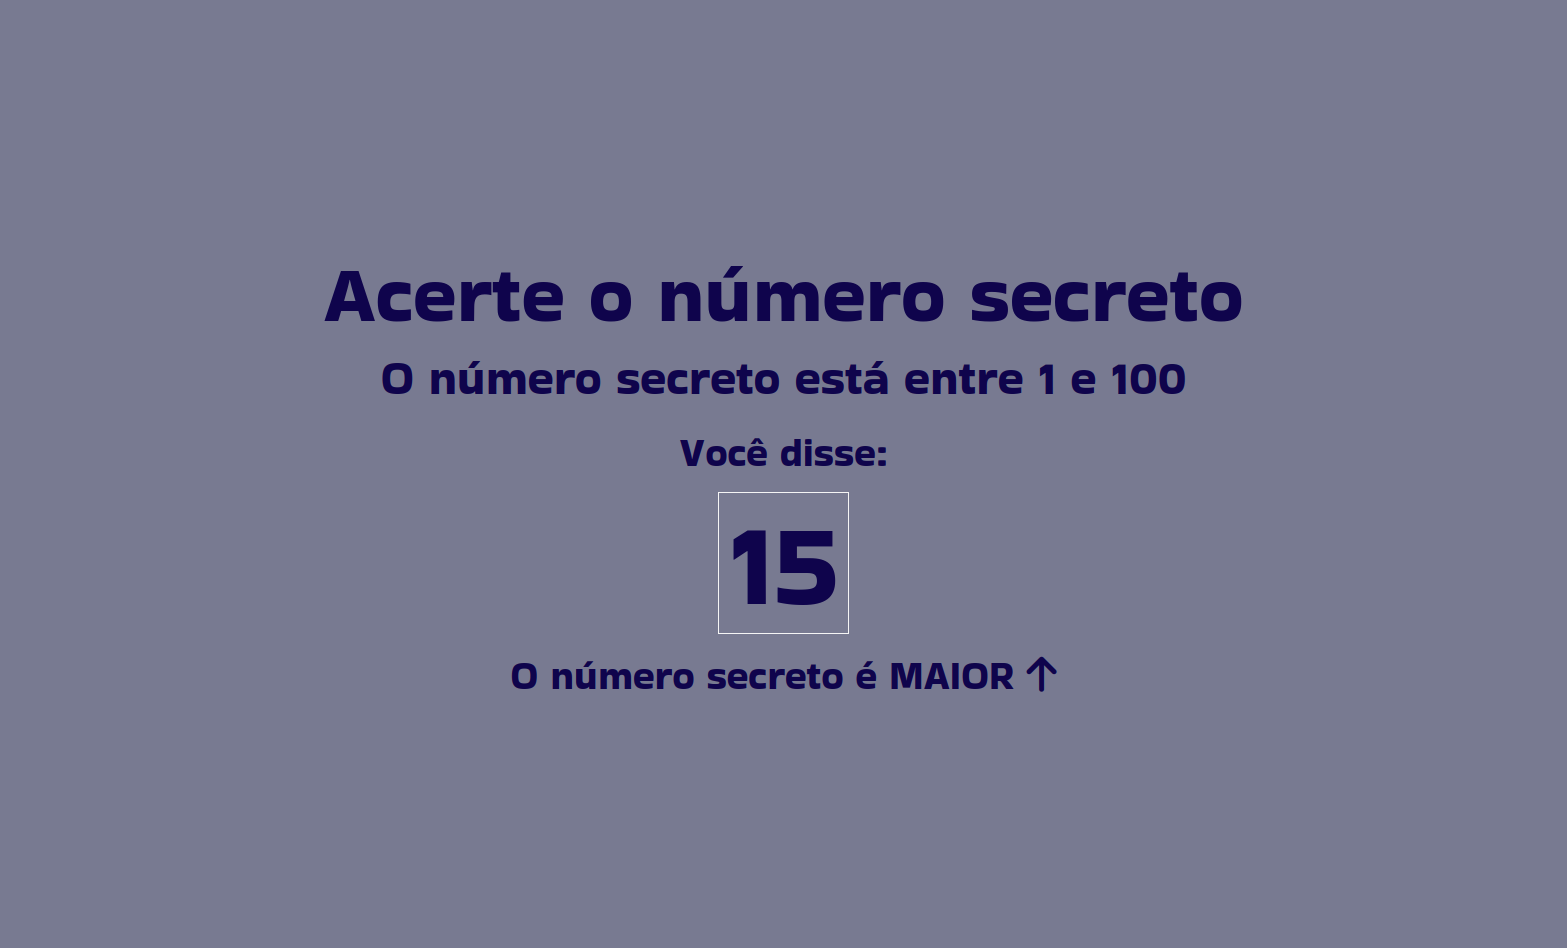 Acerte o número secreto
O número secreto está entre 1 e 100
Você disse:
15
O número secreto é MAIOR ↑